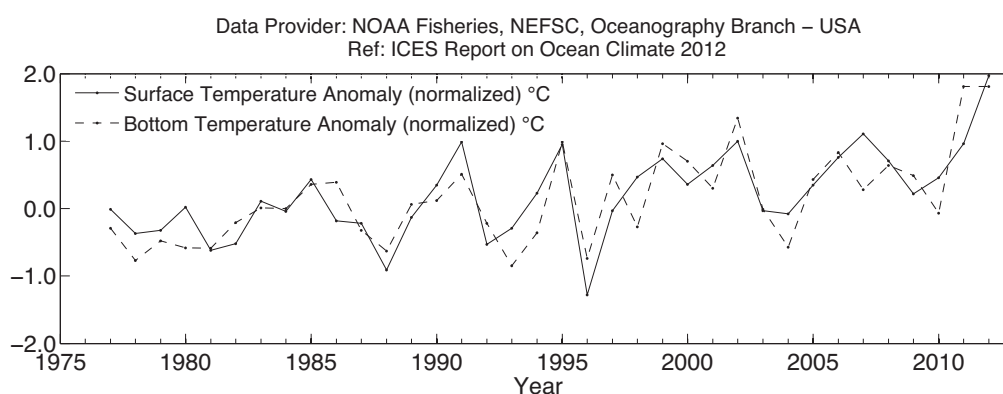 Data Provider: NOAA Fisheries, NEFSC, Oceanography Branch – USA
Ref: ICES Report on Ocean Climate 2012
2.0
Surface Temperature Anomaly (normalized) °C
Bottom Temperature Anomaly (normalized) °C
1.0
0.0
−1.0
−2.0
1975 1980 1985 1990 1995 2000 2005 2010
Year